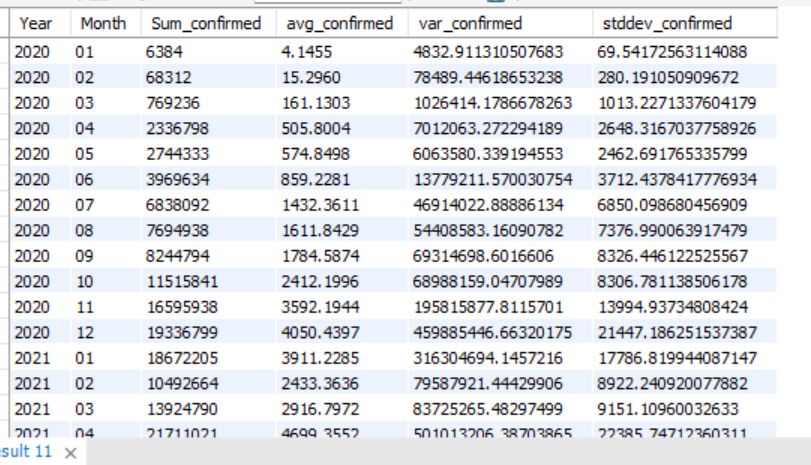 Year Month Sum_confirmed avg_confirmed var_confirmed stddev_confirmed
2020 01 6384 4.1455 4832.911310507683 69.54172563114088
2020 02 68312 15.2960 78489.44618653238 280.191050909672
2020 03 769236 161.1303 1026414.1786678263 1013.2271337604179
2020 04 2336798 505.8004 7012063.272294189 2648.3167037758926
2020 05 2744333 574.8498 6063580.339194553 2462.691765335799
2020 06 3969634 859.2281 13779211.570030754 3712.4378417776934
2020 07 6838092 1432.3611 46914022.88886134 6850.098680456909
2020 08 7694938 1611.8429 54408583.16090782 7376.990063917479
2020 09 8244794 1784.5874 69314698.6016606 8326.446122525567
2020 10 11515841 2412.1996 68988159.04707989 8306.781138506178
2020 11 16595938 3592.1944 195815877.8115701 13994.93734808424
2020 12 19336799 4050.4397 459885446.66320175 21447.186251537387
2021 01 18672205 3911.2285 316304694.1457216 17786.819944087147
2021 02 10492664 2433.3636 79587921.44429906 8922.240920077882
2021 03 13924790 2916.7972 83725265.48297499 9151.10960032633
2021 04 21711021 4699.3552 501013206.38703865 22385.74712360311
sult 11